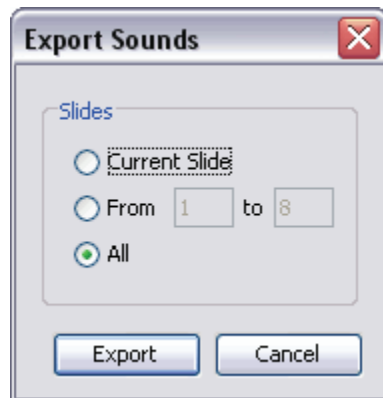 Export Sounds
Slides
Current Slide
From 1 to 8
All
Export Cancel